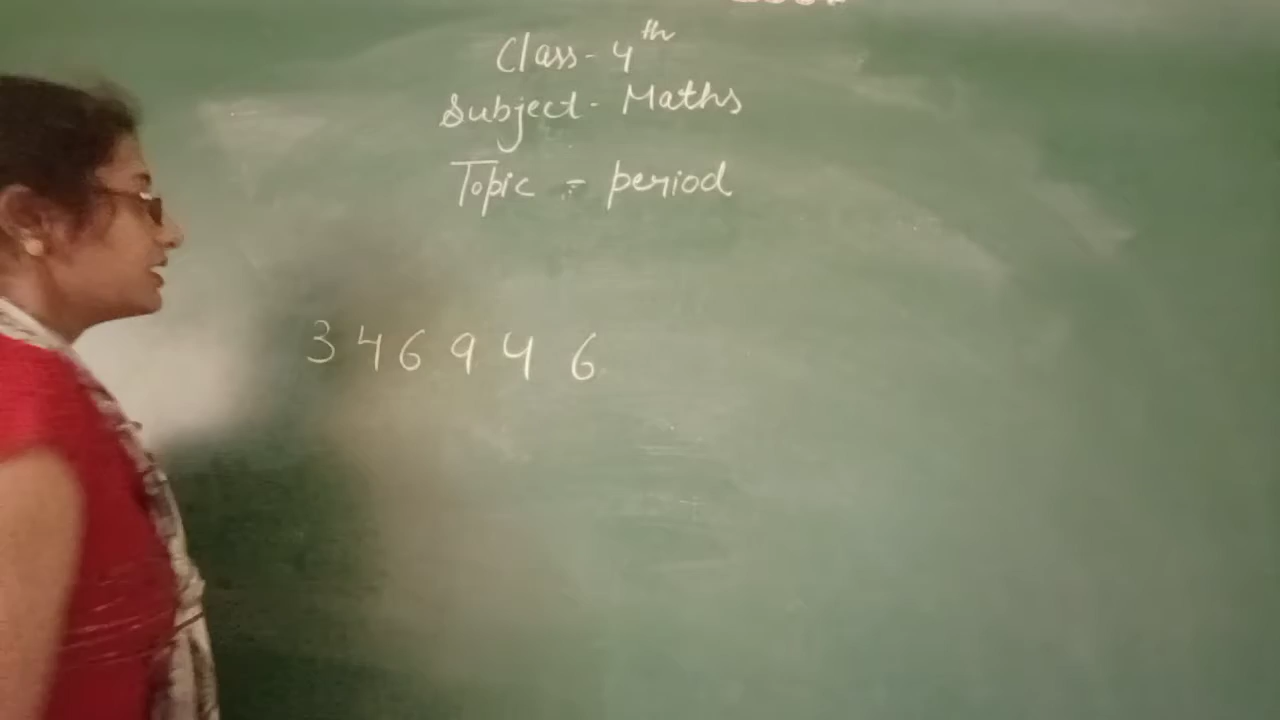 Class- 4th
Subject- Maths
Topic :- period
3 4 6 9 4 6